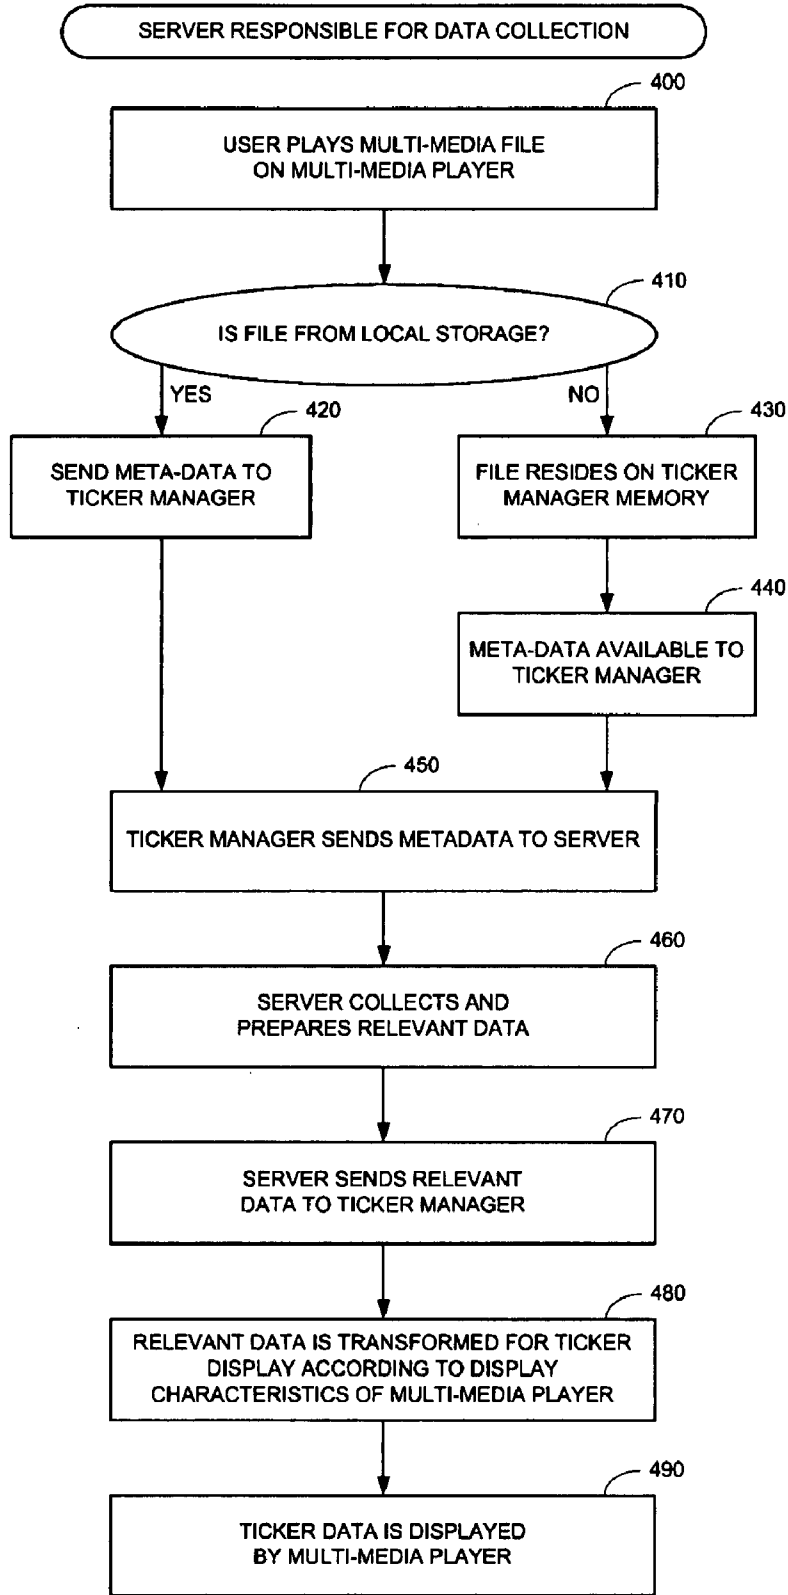 SERVER RESPONSIBLE FOR DATA COLLECTION
400
USER PLAYS MULTI-MEDIA FILE
ON MULTI-MEDIA PLAYER
410
IS FILE FROM LOCAL STORAGE?
YES
NO
420
430
SEND META-DATA TO
TICKER MANAGER
FILE RESIDES ON TICKER
MANAGER MEMORY
440
META-DATA AVAILABLE TO
TICKER MANAGER
450
TICKER MANAGER SENDS METADATA TO SERVER
460
SERVER COLLECTS AND
PREPARES RELEVANT DATA
470
SERVER SENDS RELEVANT
DATA TO TICKER MANAGER
480
RELEVANT DATA IS TRANSFORMED FOR TICKER
DISPLAY ACCORDING TO DISPLAY
CHARACTERISTICS OF MULTI-MEDIA PLAYER
490
TICKER DATA IS DISPLAYED
BY MULTI-MEDIA PLAYER